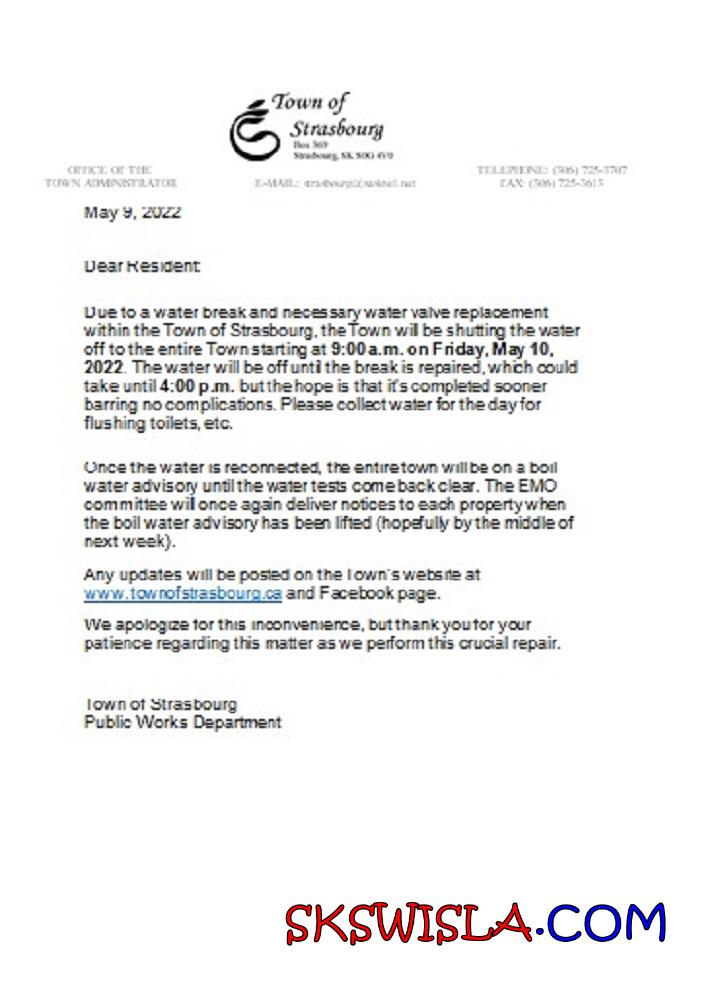 Town of
Strasbourg
Box 369
Strasbourg, SK S0G 4V0
OFFICE OF THE
TOWN ADMINISTRATOR
E-MAIL: strasbourg@sasktel.net
TELEPHONE: (306) 725-3707
FAX: (306) 725-3613
May 9, 2022
Dear Resident
Due to a water break and necessary water valve replacement
within the Town of Strasbourg, the Town will be shutting the water
off to the entire Town starting at 9:00 a.m. on Friday, May 10,
2022. The water will be off until the break is repaired, which could
take until 4:00 p.m. but the hope is that it's completed sooner
barring no complications. Please collect water for the day for
flushing toilets, etc.
Once the water is reconnected, the entire town will be on a boil
water advisory until the water tests come back clear. The EMO
committee will once again deliver notices to each property when
the boil water advisory has been lifted (hopefully by the middle of
next week).
Any updates will be posted on the Town's website at
www.townofstrasbourg.ca and Facebook page.
We apologize for this inconvenience, but thank you for your
patience regarding this matter as we perform this crucial repair.
Town of Strasbourg
Public Works Department
SKSWISLA.COM